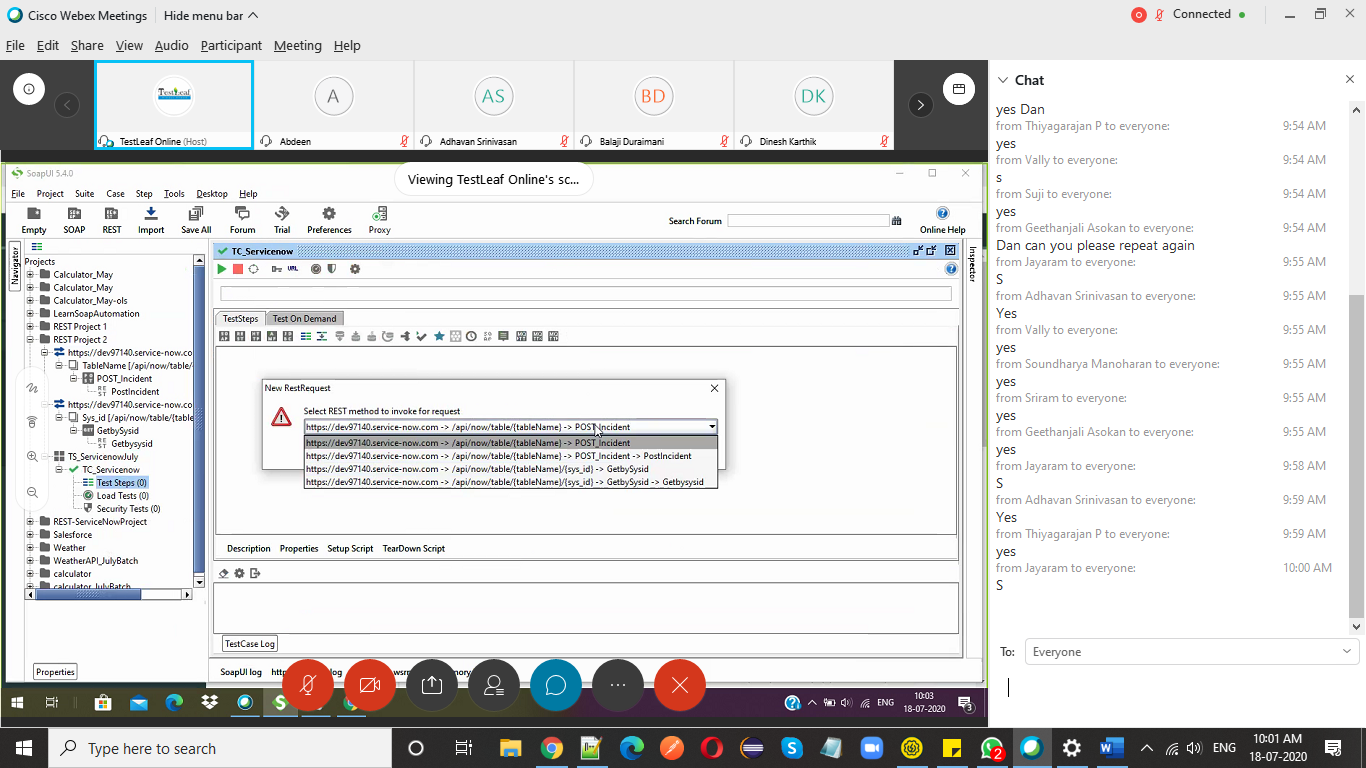 Cisco Webex Meetings
Hide menu bar
Connected
File Edit Share View Audio Participant Meeting Help
TestLeaf
A
AS
BD
DK
TestLeaf Online (Host)
Abdeen
Adhavan Srinivasan
Balaji Duraimani
Dinesh Karthik
SoapUI 5.4.0
Viewing TestLeaf Online's sc...
File Project Suite Case Step Tools Desktop Help
Empty SOAP REST Import Save All Forum Trial Preferences Proxy
Search Forum
Online Help
Navigator
Projects
Calculator_May
Calculator_May
Calculator_May-ols
LearnSoapAutomation
REST Project 1
REST Project 2
https://dev97140.service-now.co
TableName [/api/now/table/
POST_Incident
PostIncident
https://dev97140.service-now.co
Sys_id [/api/now/table/{table
GetbySysid
Getbysysid
TS_ServicenowJuly
TC_Servicenow
Test Steps (0)
Load Tests (0)
Security Tests (0)
REST-ServiceNowProject
Salesforce
Weather
WeatherAPI_JulyBatch
calculator
calculator_JulyBatch
Properties
TC_Servicenow
Inspector
TestSteps
Test On Demand
New RestRequest
Select REST method to invoke for request
https://dev97140.service-now.com -> /api/now/table/{tableName) -> POST_Incident
https://dev97140.service-now.com -> /api/now/table/{tableName) -> POST_Incident
https://dev97140.service-now.com -> /api/now/table/{tableName) -> POST_Incident -> PostIncident
https://dev97140.service-now.com -> /api/now/table/{tableName)/{sys_id} -> GetbySysid
https://dev97140.service-now.com -> /api/now/table/{tableName)/{sys_id} -> GetbySysid -> Getbysysid
Description Properties Setup Script TearDown Script
TestCase Log
SoapUI log
ENG
10:03
18-07-2020
3
Chat
yes Dan
from Thiyagarajan P to everyone: 9:54 AM
yes
from Vally to everyone: 9:54 AM
s
from Suji to everyone: 9:54 AM
yes
from Geethanjali Asokan to everyone: 9:54 AM
Dan can you please repeat again
from Jayaram to everyone: 9:55 AM
S
from Adhavan Srinivasan to everyone: 9:55 AM
Yes
from Vally to everyone: 9:55 AM
yes
from Soundharya Manoharan to everyone: 9:55 AM
yes
from Sriram to everyone: 9:55 AM
yes
from Geethanjali Asokan to everyone: 9:55 AM
yes
from Jayaram to everyone: 9:58 AM
S
from Adhavan Srinivasan to everyone: 9:59 AM
Yes
from Thiyagarajan P to everyone: 9:59 AM
yes
from Jayaram to everyone: 10:00 AM
S
To: Everyone
Type here to search
2
ENG
10:01 AM
18-07-2020